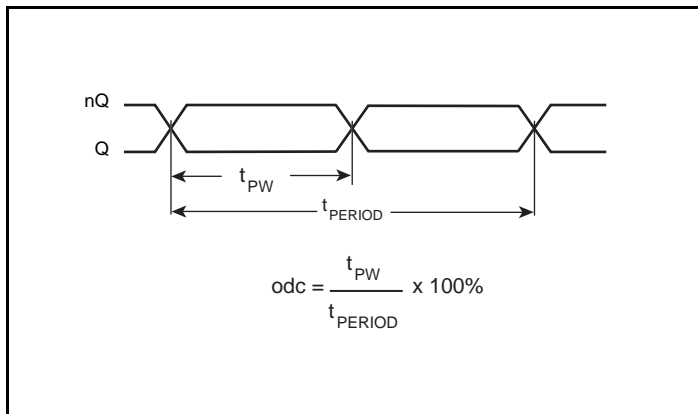 nQ
Q
tPW
tPERIOD
odc = tPW / tPERIOD x 100%